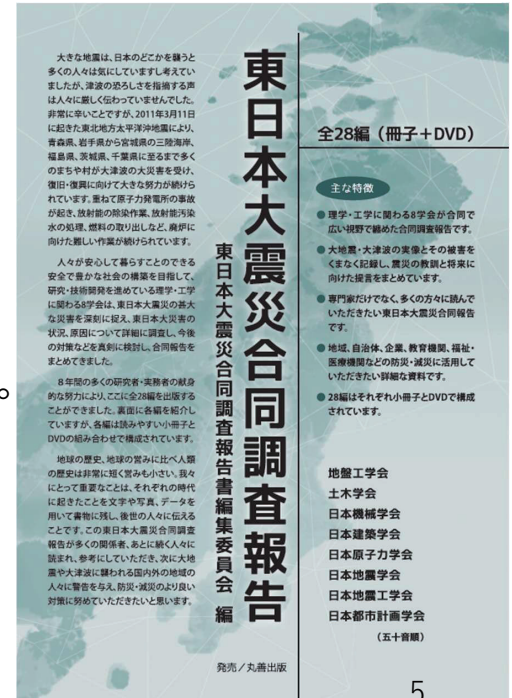 大きな地震は、日本のどこかを襲うと
多くの人々は気にしていますし考えてい
ましたが、津波の恐ろしさを指摘する声
は人々に厳しく伝わっていませんでした。
非常に辛いことですが、2011年3月11日
に起きた東北地方太平洋沖地震により、
青森県、岩手県から宮城県の三陸海岸、
福島県、茨城県、千葉県に至るまで多く
のまちや村が大津波の大災害を受け、
復旧・復興に向けて大きな努力が続けら
れています。重ねて原子力発電所の事故
が起き、放射能の除染作業、放射能汚染
水の処理、燃料の取り出しなど、廃炉に
向けた難しい作業が続けられています。
人々が安心して暮らすことのできる
安全で豊かな社会の構築を目指して、
研究・技術開発を進めている理学・工学
に関わる8学会は、東日本大震災の甚大
な災害を深刻に捉え、東日本大災害の
状況、原因について詳細に調査し、今後
の対策などを真剣に検討し、合同報告を
まとめてきました。
8年間の多くの研究者・実務者の献身
的な努力により、ここに全28編を出版する
ことができました。裏面に各編を紹介し
ていますが、各編は読みやすい小冊子と
DVDの組み合わせで構成されています。
地球の歴史、地球の営みに比べ人類
の歴史は非常に短く営みも小さい。我々
にとって重要なことは、それぞれの時代
に起きたことを文字や写真、データを
用いて書物に残し、後世の人々に伝える
ことです。この東日本大震災合同調査
報告が多くの関係者、あとに続く人々に
読まれ、参考にしていただき、次に大地
震や大津波に襲われる国内外の地域の
人々に警告を与え、防災・減災のより良い
対策に努めていただきたいと思います。
東日本大震災合同調査報告
東日本大震災合同調査報告書編集委員会 編
発売/丸善出版
全28編(冊子+DVD)
主な特徴
●理学・工学に関わる8学会が合同で
広い視野で纏めた合同調査報告です。
●大地震・大津波の実像とその被害を
くまなく記録し、震災の教訓と将来に
向けた提言をまとめています。
●専門家だけでなく、多くの方々に読んで
いただきたい東日本大震災合同報告
です。
●地域、自治体、企業、教育機関、福祉・
医療機関などの防災・減災に活用して
いただきたい詳細な資料です。
●28編はそれぞれ小冊子とDVDで構成
されています。
地盤工学会
土木学会
日本機械学会
日本建築学会
日本原子力学会
日本地震学会
日本地震工学会
日本都市計画学会
(五十音順)
。
5